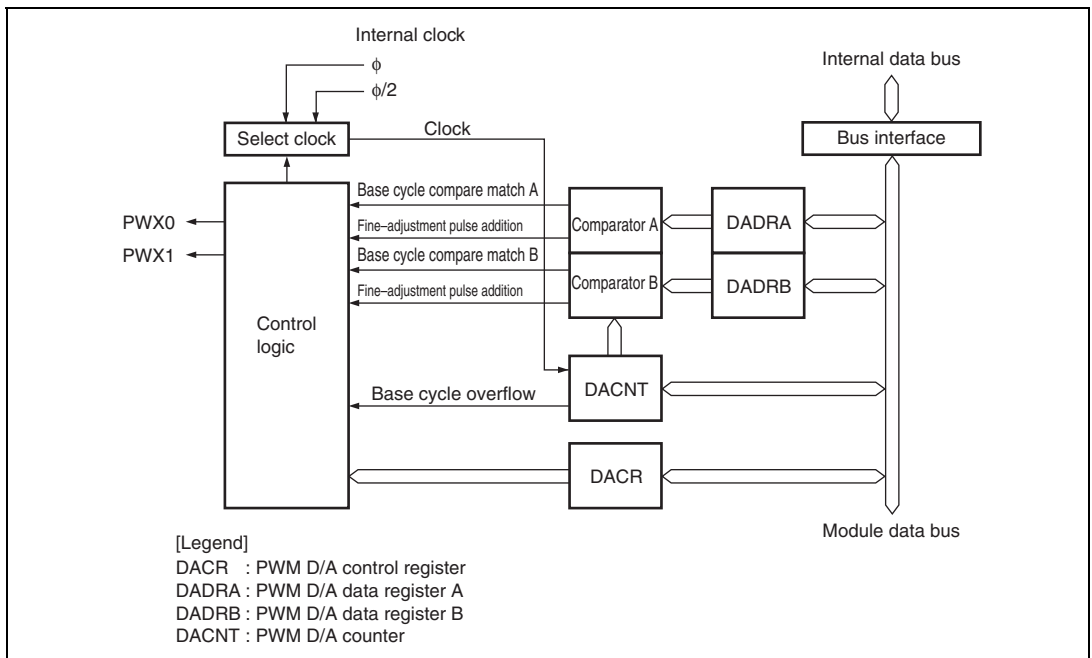 Internal clock
ϕ
ϕ/2
Internal data bus
Select clock
Clock
Bus interface
Base cycle compare match A
PWX0
Fine–adjustment pulse addition
Comparator A
DADRA
PWX1
Base cycle compare match B
Fine–adjustment pulse addition
Comparator B
DADRB
Control
logic
Base cycle overflow
DACNT
DACR
Module data bus
[Legend]
DACR : PWM D/A control register
DADRA : PWM D/A data register A
DADRB : PWM D/A data register B
DACNT : PWM D/A counter